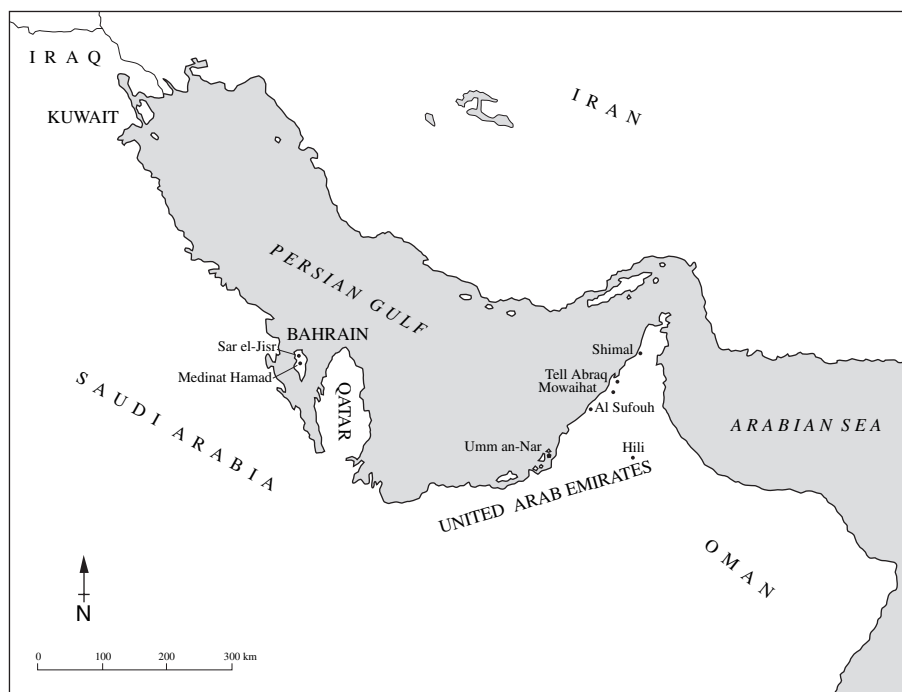 IRAQ
KUWAIT
IRAN
PERSIAN GULF
BAHRAIN
Sar el-Jisr
Medinat Hamad
QATAR
SAUDI ARABIA
Shimal
Tell Abraq
Mowaihat
Al Sufouh
Umm an-Nar
Hili
UNITED ARAB EMIRATES
ARABIAN SEA
OMAN
N
0 100 200 300 km